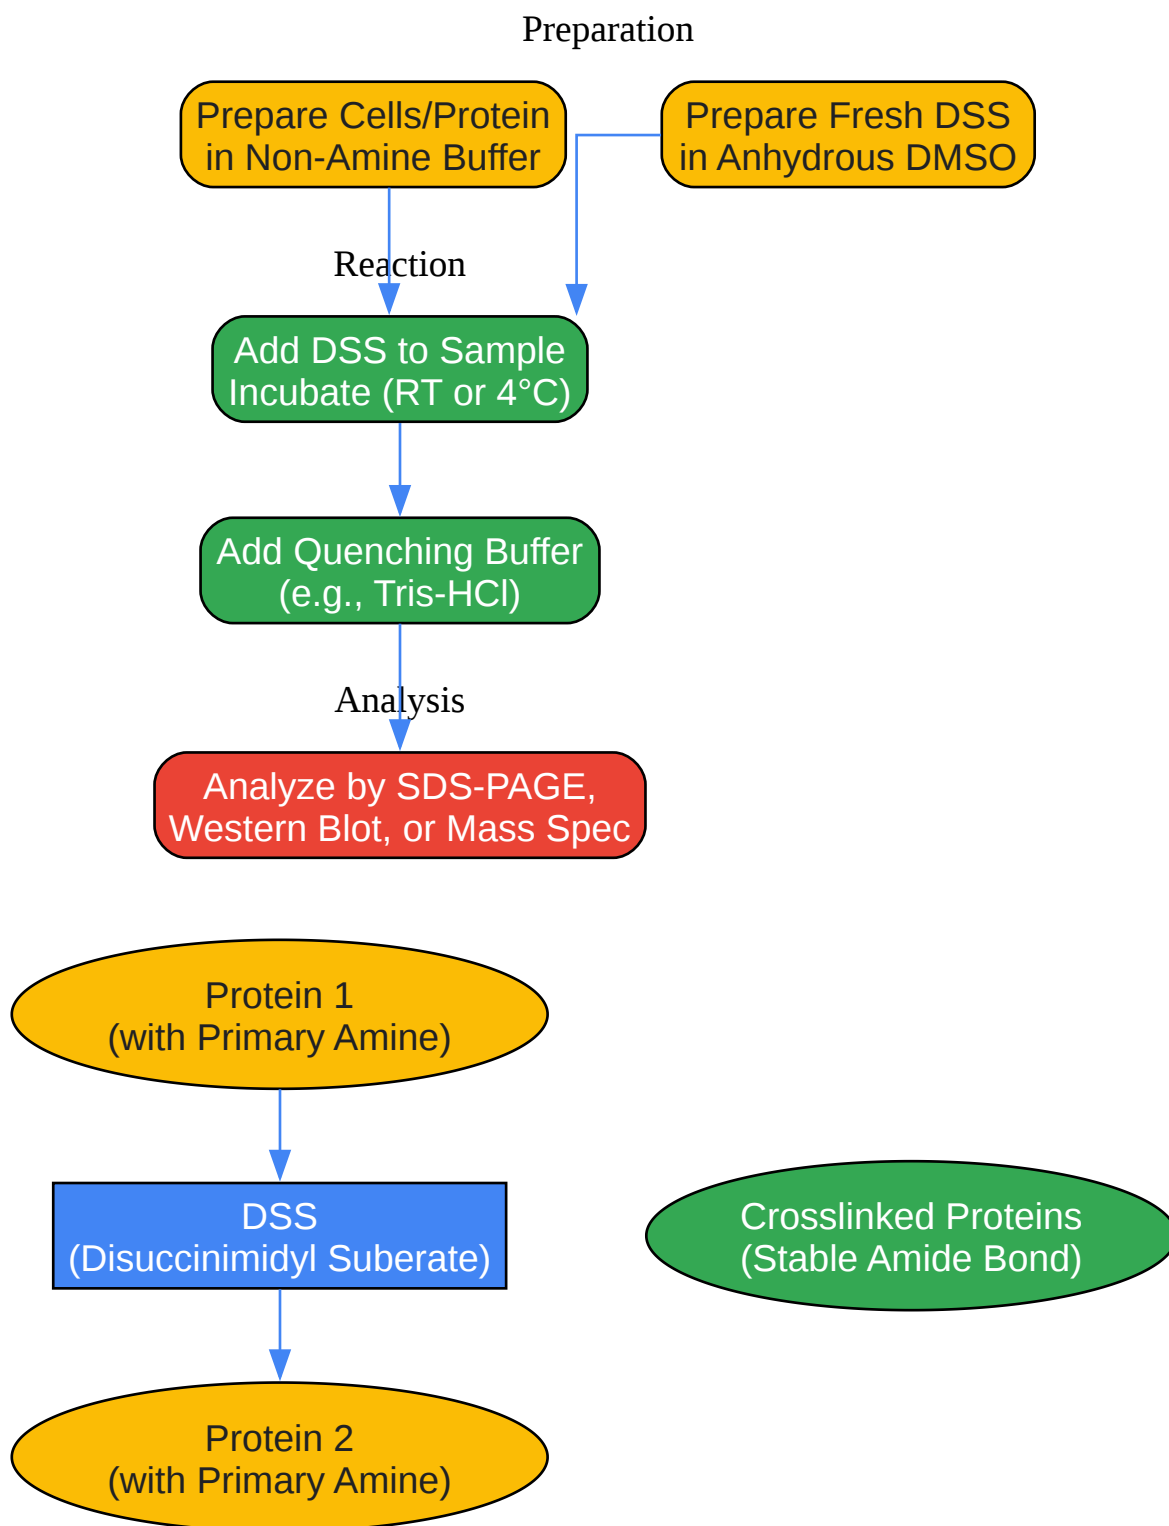 Preparation
Prepare Cells/Protein
in Non-Amine Buffer
Prepare Fresh DSS
in Anhydrous DMSO
Reaction
Add DSS to Sample
Incubate (RT or 4°C)
Add Quenching Buffer
(e.g., Tris-HCl)
Analysis
Analyze by SDS-PAGE,
Western Blot, or Mass Spec
Protein 1
(with Primary Amine)
DSS
(Disuccinimidyl Suberate)
Crosslinked Proteins
(Stable Amide Bond)
Protein 2
(with Primary Amine)